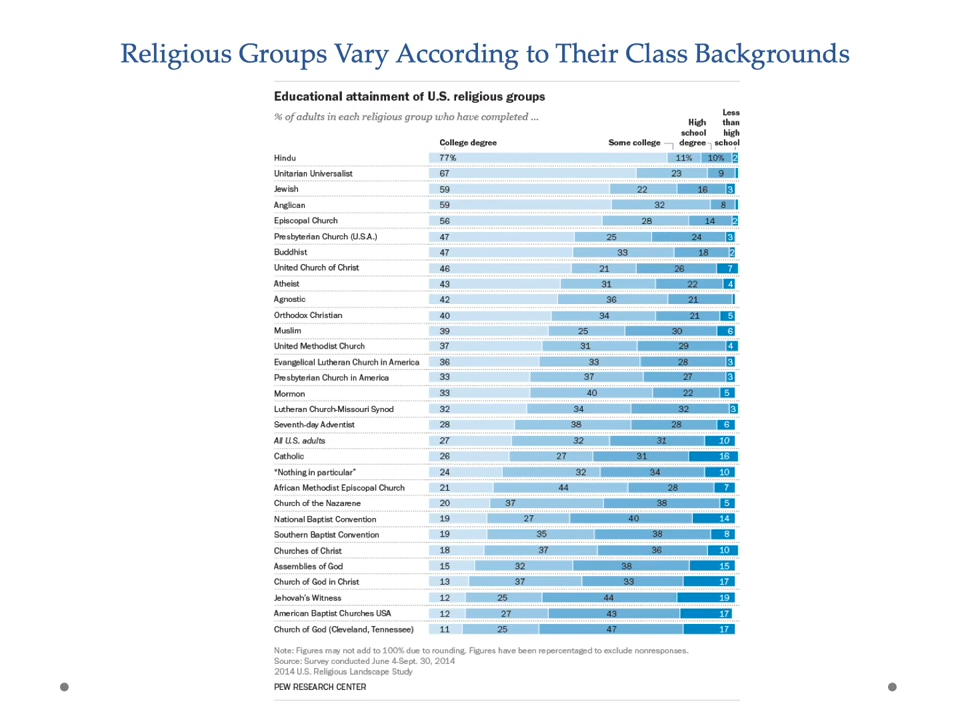 Religious Groups Vary According to Their Class Backgrounds
Educational attainment of U.S. religious groups
% of adults in each religious group who have completed ...
College degree Some college High school degree Less than high school
Hindu 77% 11% 10% 2
Unitarian Universalist 67 23 9
Jewish 59 22 16 3
Anglican 59 32 8
Episcopal Church 56 28 14 2
Presbyterian Church (U.S.A.) 47 25 24 3
Buddhist 47 33 18 2
United Church of Christ 46 21 26 7
Atheist 43 31 22 4
Agnostic 42 36 21
Orthodox Christian 40 34 21 5
Muslim 39 25 30 6
United Methodist Church 37 31 29 4
Evangelical Lutheran Church in America 36 33 28 3
Presbyterian Church in America 33 37 27 3
Mormon 33 40 22 5
Lutheran Church-Missouri Synod 32 34 32 3
Seventh-day Adventist 28 38 28 6
All U.S. adults 27 32 31 10
Catholic 26 27 31 16
"Nothing in particular" 24 32 34 10
African Methodist Episcopal Church 21 44 28 7
Church of the Nazarene 20 37 38 5
National Baptist Convention 19 27 40 14
Southern Baptist Convention 19 35 38 8
Churches of Christ 18 37 36 10
Assemblies of God 15 32 38 15
Church of God in Christ 13 37 33 17
Jehovah's Witness 12 25 44 19
American Baptist Churches USA 12 27 43 17
Church of God (Cleveland, Tennessee) 11 25 47 17
Note: Figures may not add to 100% due to rounding. Figures have been repercentaged to exclude nonresponses.
Source: Survey conducted June 4-Sept. 30, 2014
2014 U.S. Religious Landscape Study
PEW RESEARCH CENTER